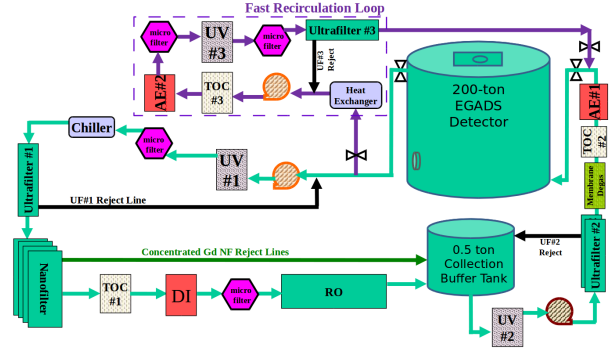 Fast Recirculation Loop
micro
filter
UV
#3
micro
filter
Ultrafilter #3
UF#3
Reject
AE#2
TOC
#3
Heat
Exchanger
200-ton
EGADS
Detector
AE#1
TOC
#2
Membrane
Degas
Ultrafilter #2
Chiller
micro
filter
UV
#1
Ultrafilter #1
UF#1 Reject Line
Concentrated Gd NF Reject Lines
Nanofilter
TOC
#1
DI
micro
filter
RO
0.5 ton
Collection
Buffer Tank
UF#2
Reject
UV
#2